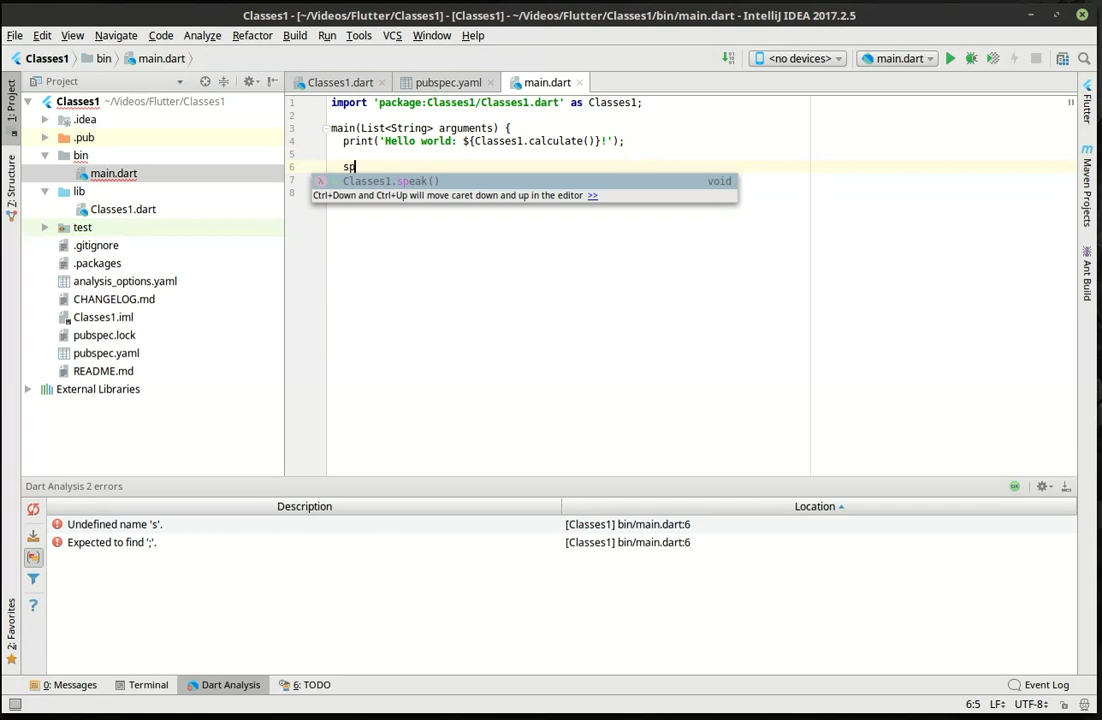 Classes1 - [~/Videos/Flutter/Classes1] - [Classes1] - ~/Videos/Flutter/Classes1/bin/main.dart - IntelliJ IDEA 2017.2.5
File Edit View Navigate Code Analyze Refactor Build Run Tools VCS Window Help
Classes1 bin main.dart <no devices> main.dart
Project
Classes1.dart pubspec.yaml main.dart
1: Project
Z: Structure
2: Favorites
Classes1 ~/Videos/Flutter/Classes1
.idea
.pub
bin
main.dart
lib
Classes1.dart
test
.gitignore
.packages
analysis_options.yaml
CHANGELOG.md
Classes1.iml
pubspec.lock
pubspec.yaml
README.md
External Libraries
1 import 'package:Classes1/Classes1.dart' as Classes1;
2
3 main(List<String> arguments) {
4 print('Hello world: ${Classes1.calculate()}!');
5
6 sp
7
8
λ Classes1.speak() void
Ctrl+Down and Ctrl+Up will move caret down and up in the editor >>
Flutter
Maven Projects
Ant Build
Dart Analysis 2 errors
Description Location
Undefined name 's'. [Classes1] bin/main.dart:6
Expected to find ';'. [Classes1] bin/main.dart:6
0: Messages Terminal Dart Analysis 6: TODO Event Log
6:5 LF UTF-8